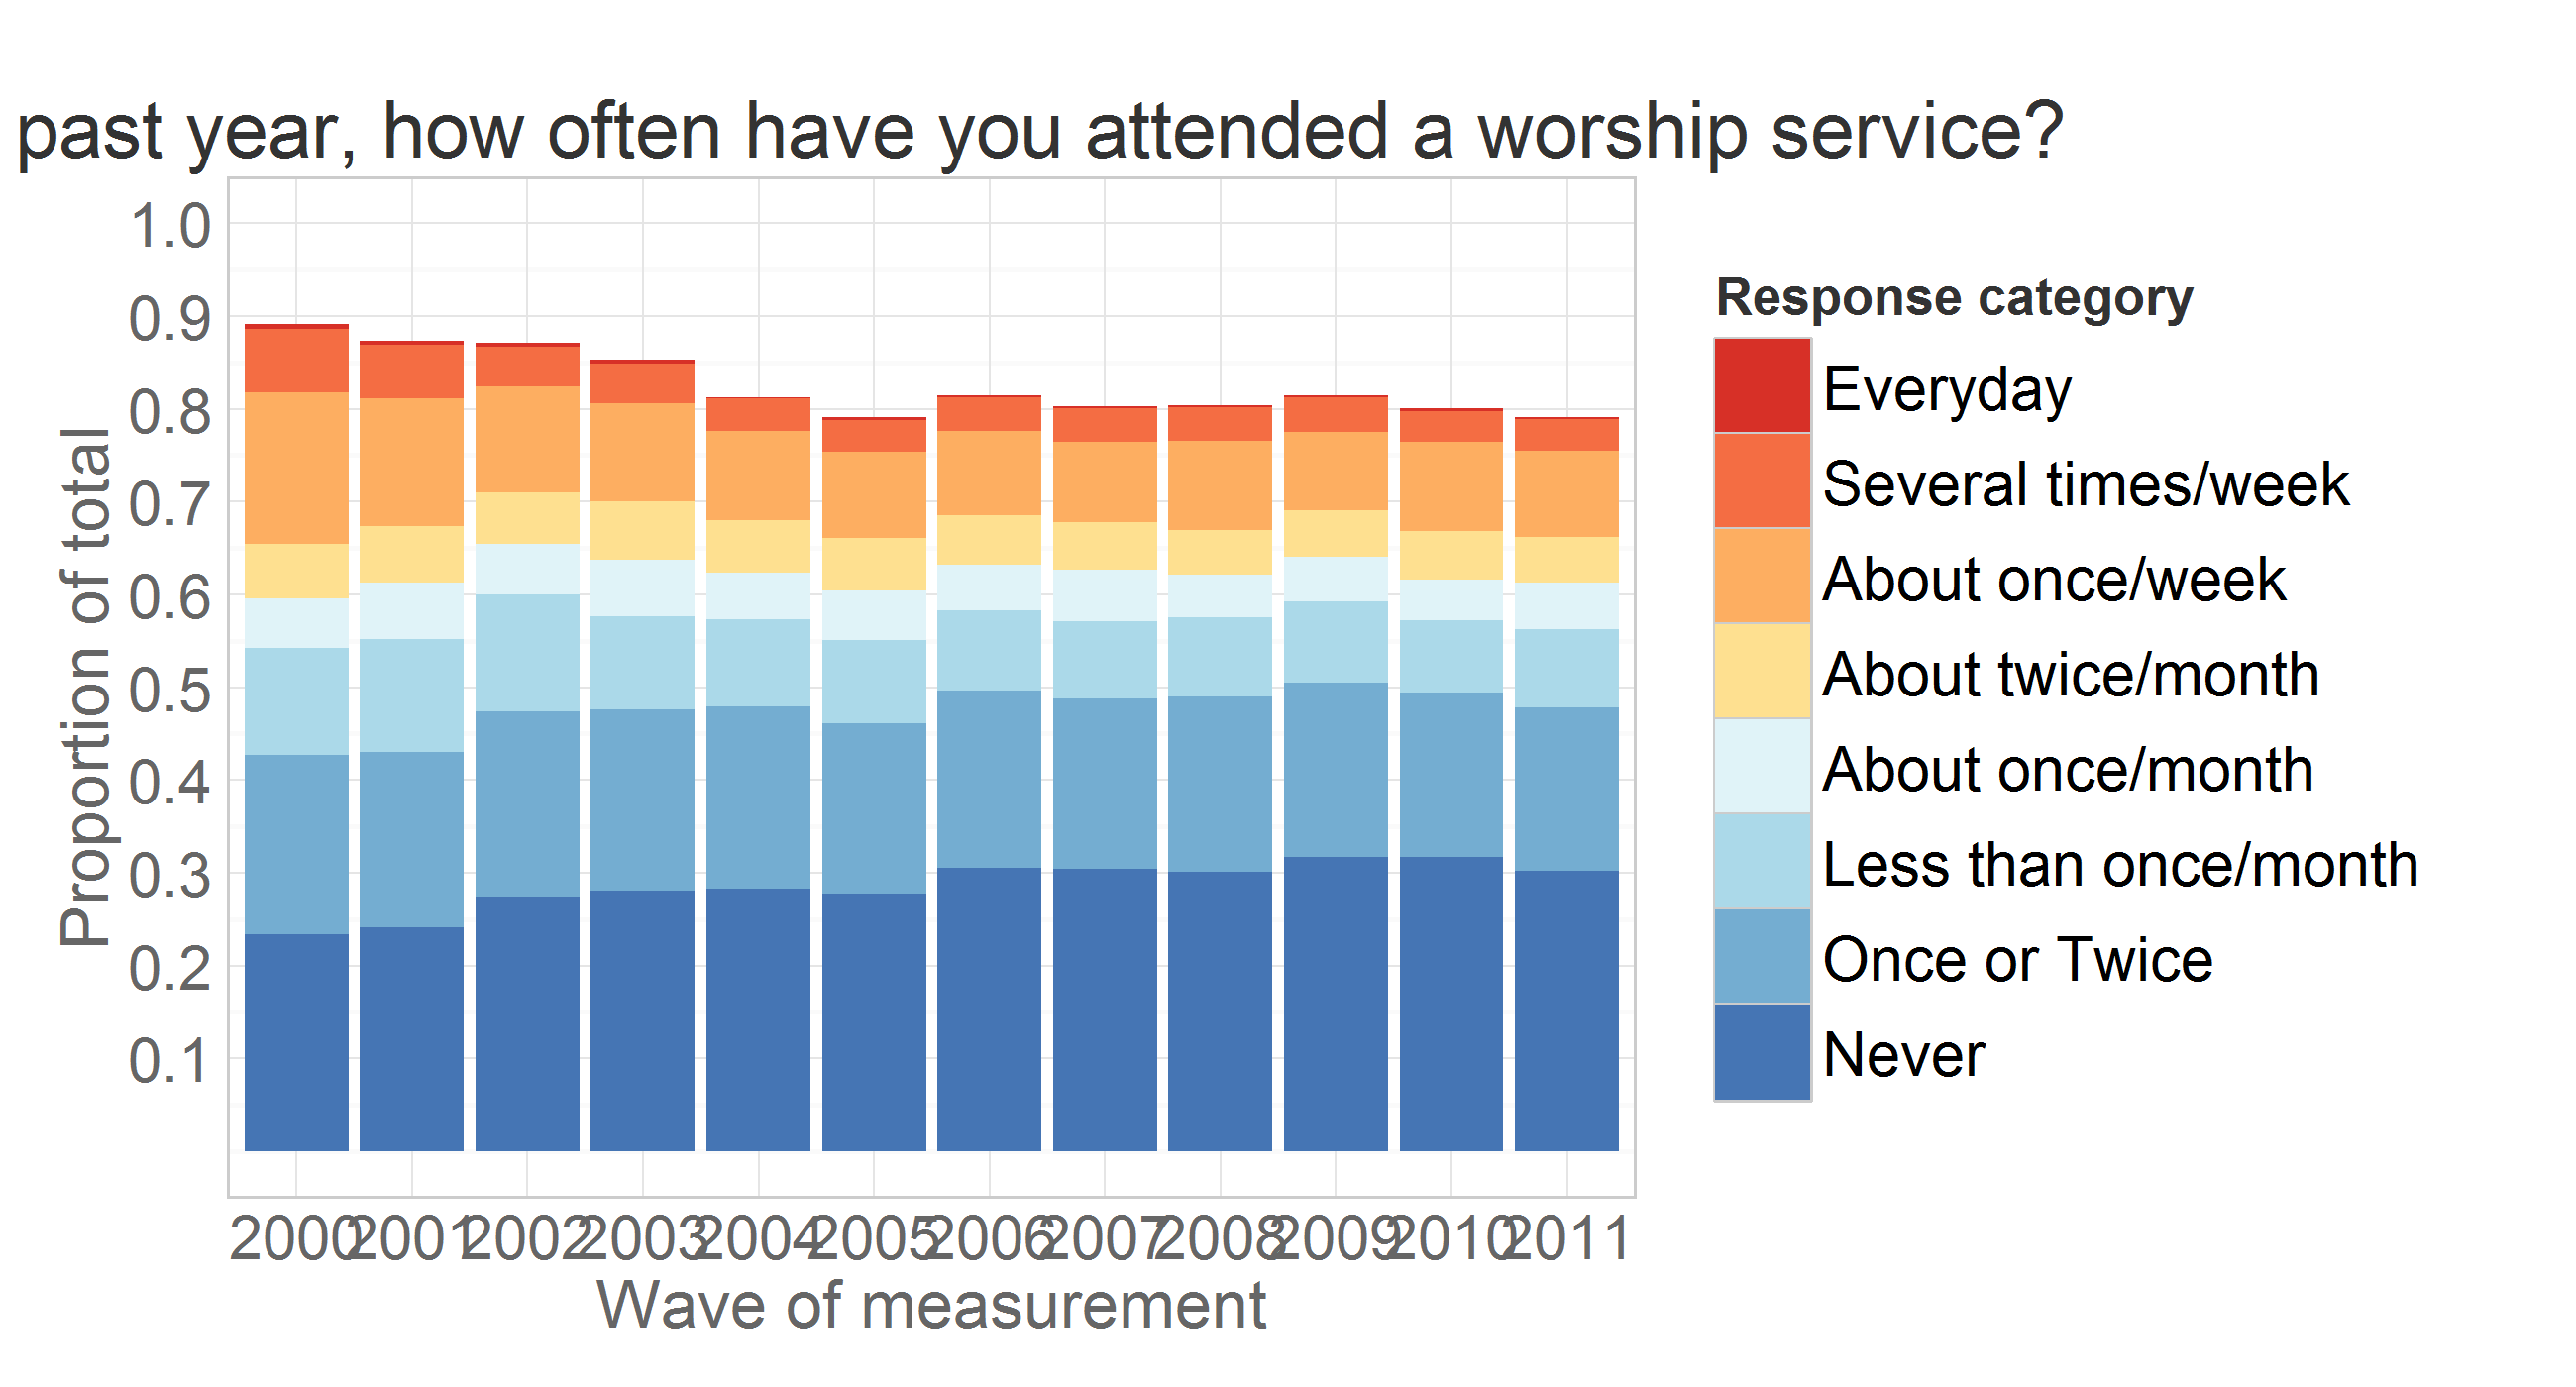 past year, how often have you attended a worship service?
Proportion of total
1.0
0.9
0.8
0.7
0.6
0.5
0.4
0.3
0.2
0.1
2000 2001 2002 2003 2004 2005 2006 2007 2008 2009 2010 2011
Wave of measurement
Response category
Everyday
Several times/week
About once/week
About twice/month
About once/month
Less than once/month
Once or Twice
Never